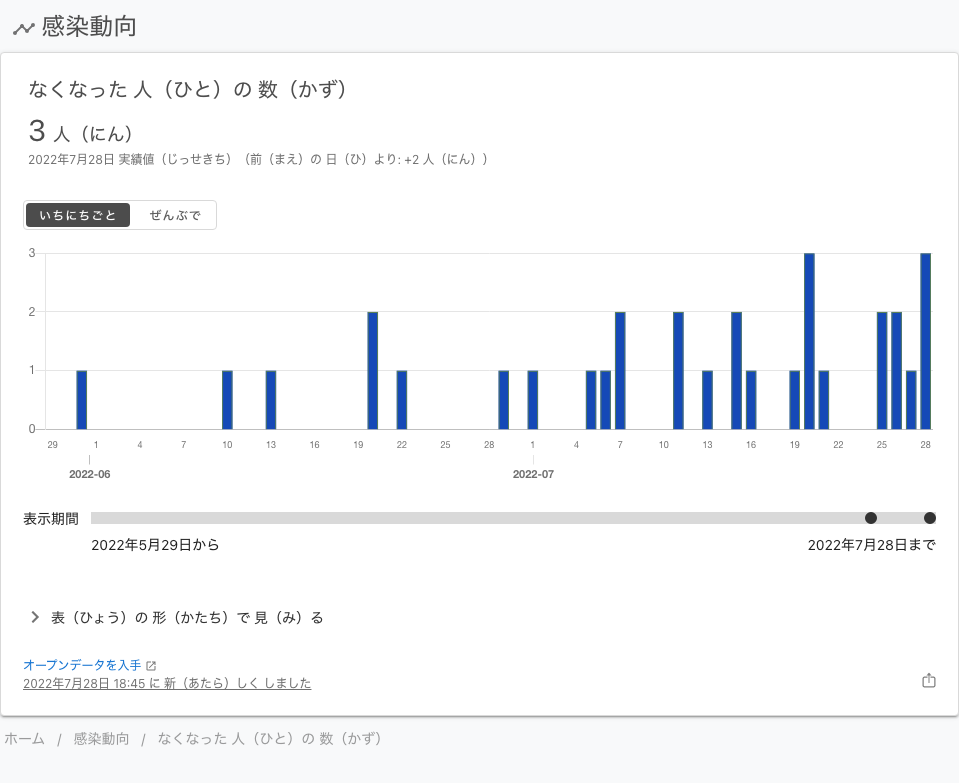 感染動向
なくなった 人（ひと）の 数（かず）
3 人（にん）
2022年7月28日 実績値（じっせきち）（前（まえ）の 日（ひ）より: +2 人（にん））
いちにちごと ぜんぶで
3
2
1
0
29 1 4 7 10 13 16 19 22 25 28 1 4 7 10 13 16 19 22 25 28
2022-06 2022-07
表示期間
2022年5月29日から 2022年7月28日まで
表（ひょう）の 形（かたち）で 見（み）る
オープンデータを入手
2022年7月28日 18:45 に 新（あたら）しく しました
ホーム / 感染動向 / なくなった 人（ひと）の 数（かず）